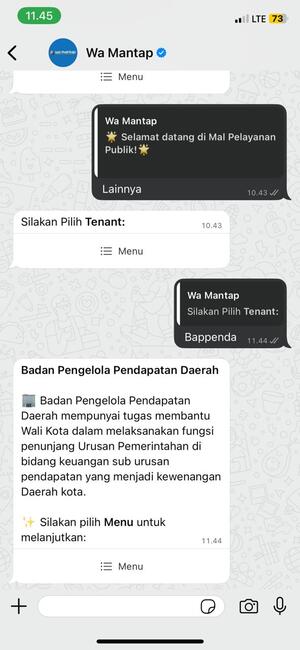 11.45
LTE 73
Wa Mantap
Menu
Wa Mantap
🌟 Selamat datang di Mal Pelayanan
Publik!🌟
Lainnya
10.43
Silakan Pilih Tenant:
10.43
Menu
Wa Mantap
Silakan Pilih Tenant:
Bappenda
11.44
Badan Pengelola Pendapatan Daerah
🏢 Badan Pengelola Pendapatan
Daerah mempunyai tugas membantu
Wali Kota dalam melaksanakan fungsi
penunjang Urusan Pemerintahan di
bidang keuangan sub urusan
pendapatan yang menjadi kewenangan
Daerah kota.
✨ Silakan pilih Menu untuk
melanjutkan:
11.44
Menu